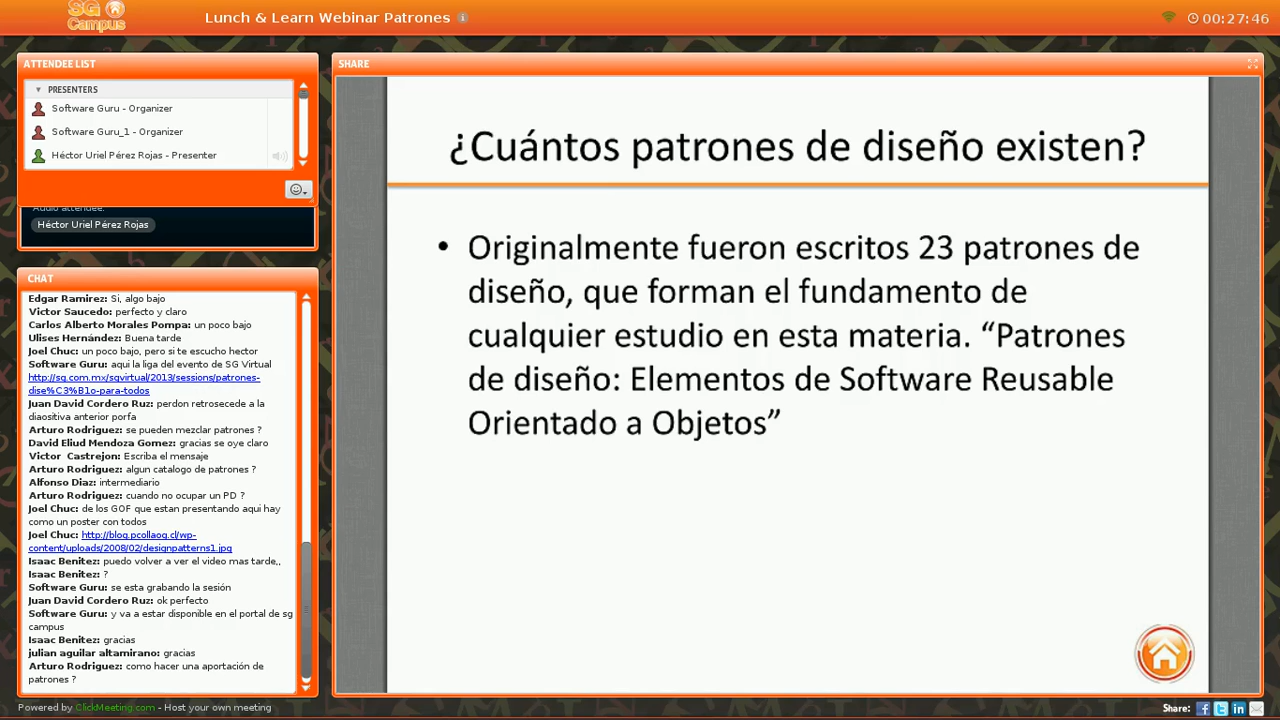 SG
Campus
Lunch & Learn Webinar Patrones
00:27:46
ATTENDEE LIST
PRESENTERS
Software Guru - Organizer
Software Guru_1 - Organizer
Héctor Uriel Pérez Rojas - Presenter
Audio attendee:
Héctor Uriel Pérez Rojas
CHAT
Edgar Ramirez: Si, algo bajo
Victor Saucedo: perfecto y claro
Carlos Alberto Morales Pompa: un poco bajo
Ulises Hernández: Buena tarde
Joel Chuc: un poco bajo, pero si te escucho hector
Software Guru: aqui la liga del evento de SG Virtual
http://sg.com.mx/sgvirtual/2013/sessions/patrones-
dise%C3%B1o-para-todos
Juan David Cordero Ruz: perdon retrosecede a la
diaositiva anterior porfa
Arturo Rodriguez: se pueden mezclar patrones ?
David Eliud Mendoza Gomez: gracias se oye claro
Victor Castrejon: Escriba el mensaje
Arturo Rodriguez: algun catalogo de patrones ?
Alfonso Diaz: intermediario
Arturo Rodriguez: cuando no ocupar un PD ?
Joel Chuc: de los GOF que estan presentando aqui hay
como un poster con todos
Joel Chuc: http://blog.pcollaog.cl/wp-
content/uploads/2008/02/designpatterns1.jpg
Isaac Benitez: puedo volver a ver el video mas tarde,,
Isaac Benitez: ?
Software Guru: se esta grabando la sesión
Juan David Cordero Ruz: ok perfecto
Software Guru: y va a estar disponible en el portal de sg
campus
Isaac Benitez: gracias
julian aguilar altamirano: gracias
Arturo Rodriguez: como hacer una aportación de
patrones ?
SHARE
¿Cuántos patrones de diseño existen?
• Originalmente fueron escritos 23 patrones de
diseño, que forman el fundamento de
cualquier estudio en esta materia. “Patrones
de diseño: Elementos de Software Reusable
Orientado a Objetos”
Powered by ClickMeeting.com - Host your own meeting
Share: